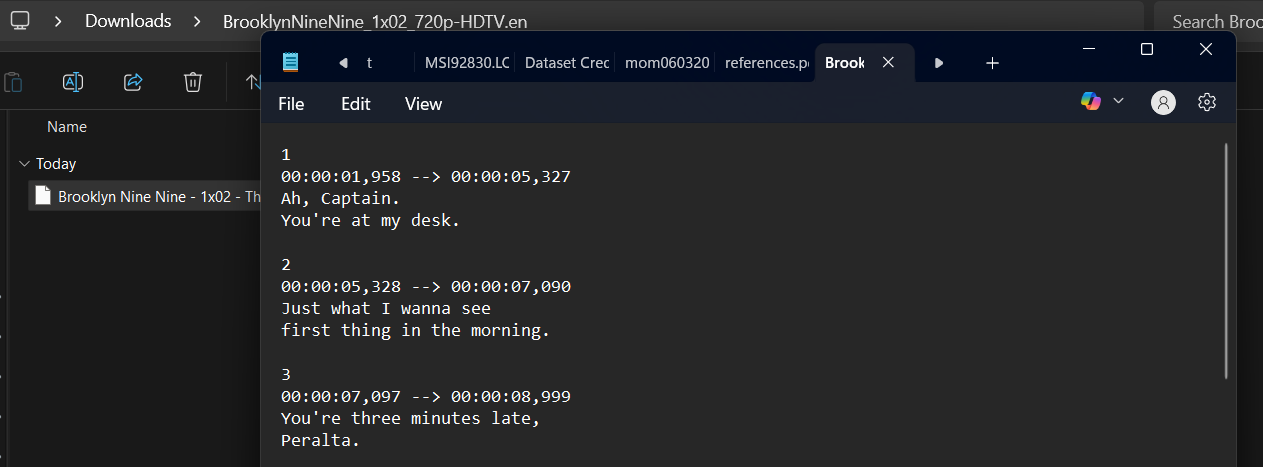 Downloads
BrooklynNineNine_1x02_720p-HDTV.en
Search Broo
t
MSI92830.LC
Dataset Crec
mom060320
references.p
Brook
File
Edit
View
Name
Today
Brooklyn Nine Nine - 1x02 - Th
1
00:00:01,958 --> 00:00:05,327
Ah, Captain.
You're at my desk.
2
00:00:05,328 --> 00:00:07,090
Just what I wanna see
first thing in the morning.
3
00:00:07,097 --> 00:00:08,999
You're three minutes late,
Peralta.